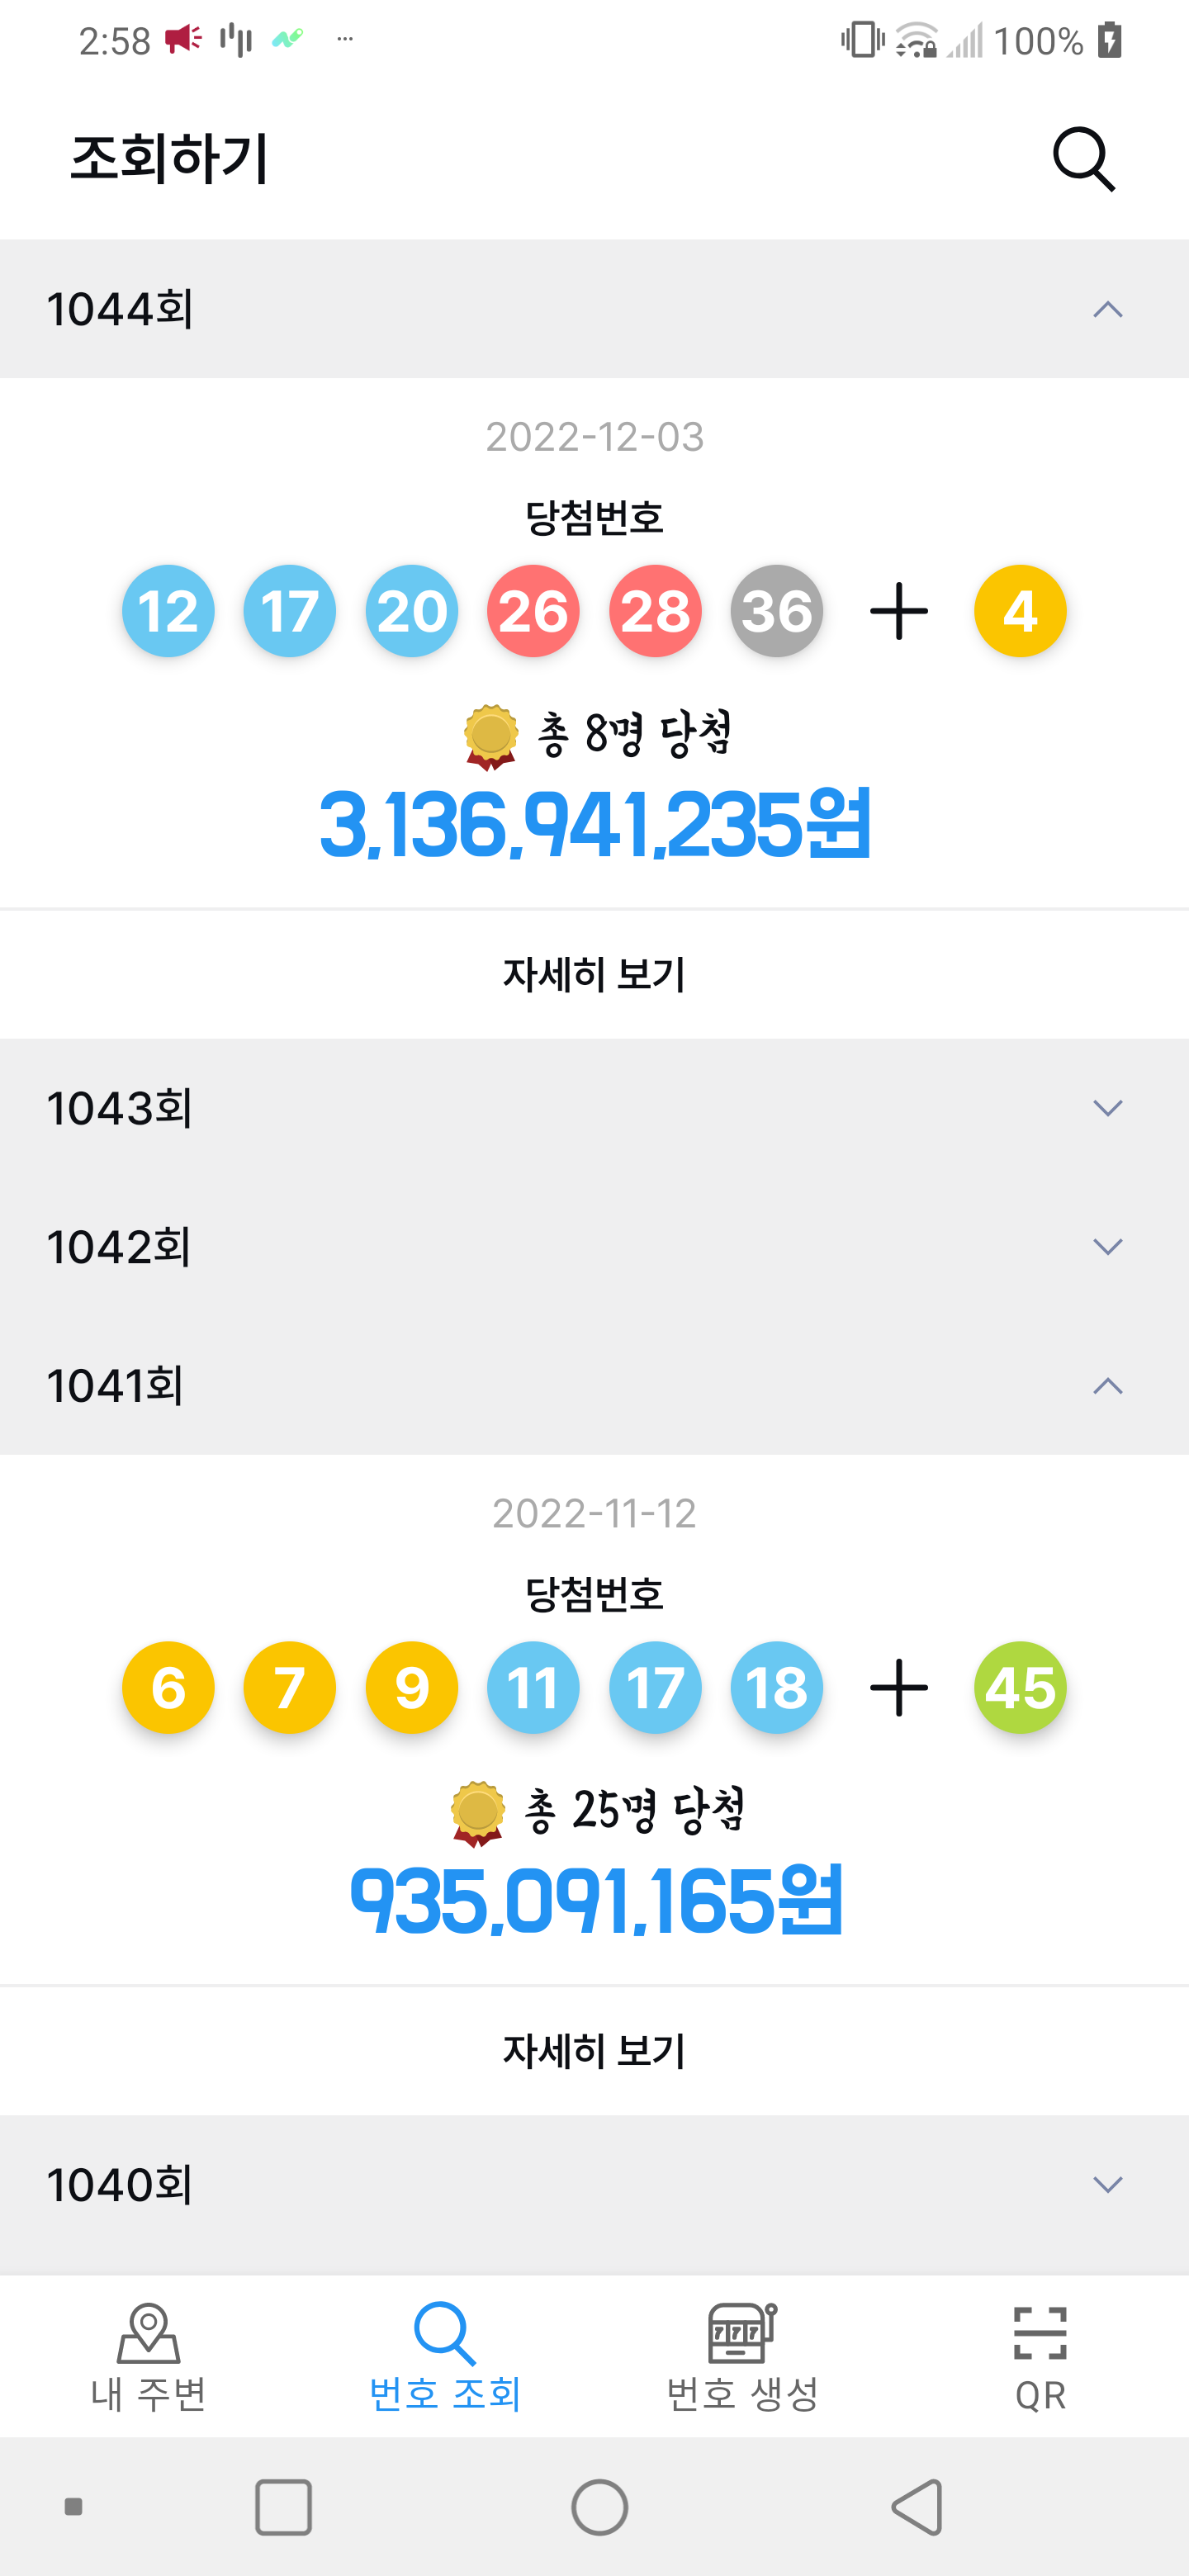 2:58 ... 100%
조회하기
1044회
2022-12-03
당첨번호
12 17 20 26 28 36 + 4
총 8명 당첨
3,136,941,235원
자세히 보기
1043회
1042회
1041회
2022-11-12
당첨번호
6 7 9 11 17 18 + 45
총 25명 당첨
935,091,165원
자세히 보기
1040회
777
내 주변 번호 조회 번호 생성 QR